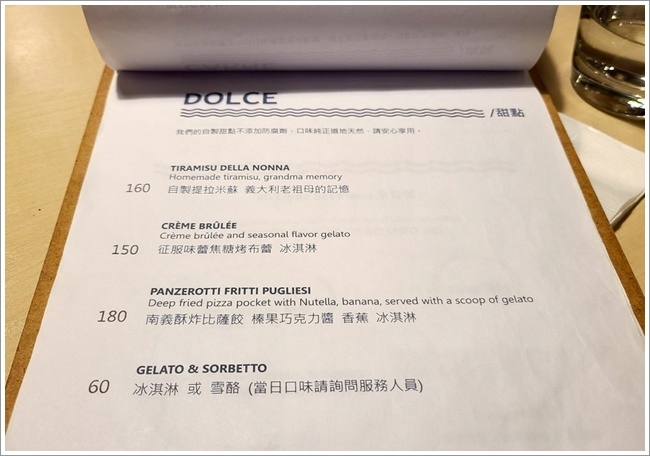 DOLCE
/甜點
我們的自製甜點不添加防腐劑，口味純正道地天然，請安心享用。
TIRAMISU DELLA NONNA
Homemade tiramisu, grandma memory
160 自製提拉米蘇 義大利老祖母的記憶
CRÈME BRÛLÉE
Crème brûlée and seasonal flavor gelato
150 征服味蕾焦糖烤布蕾 冰淇淋
PANZEROTTI FRITTI PUGLIESI
Deep fried pizza pocket with Nutella, banana, served with a scoop of gelato
180 南義酥炸比薩餃 榛果巧克力醬 香蕉 冰淇淋
GELATO & SORBETTO
60 冰淇淋 或 雪酪 (當日口味請詢問服務人員)